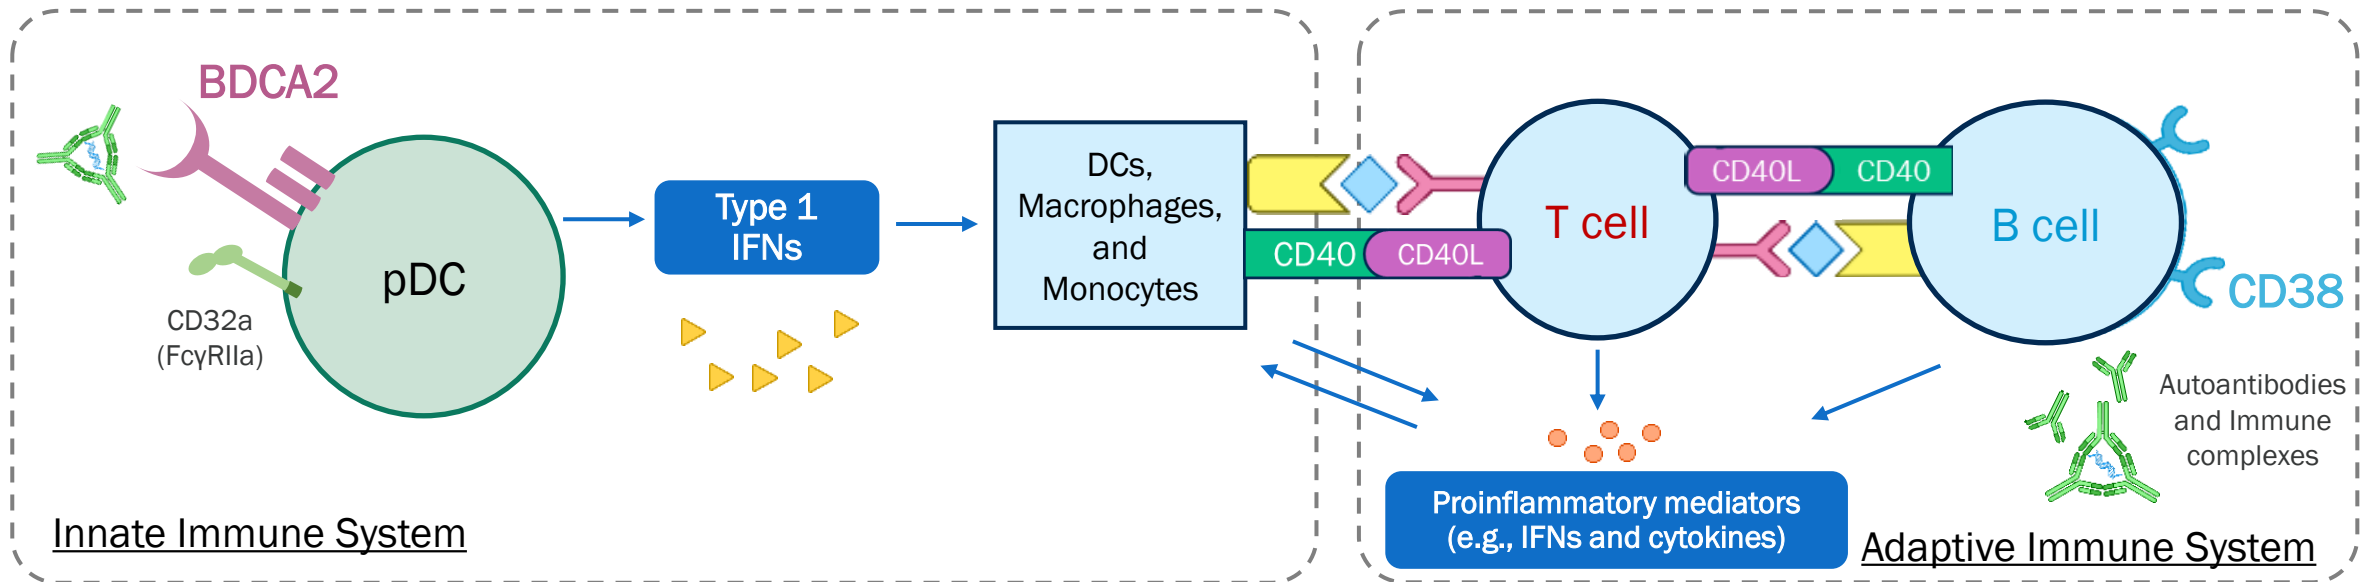 BDCA2
pDC
CD32a
(FcγRIIa)
Type 1
IFNs
DCs,
Macrophages,
and
Monocytes
CD40
CD40L
T cell
CD40L
CD40
B cell
CD38
Autoantibodies
and Immune
complexes
Proinflammatory mediators
(e.g., IFNs and cytokines)
Innate Immune System
Adaptive Immune System